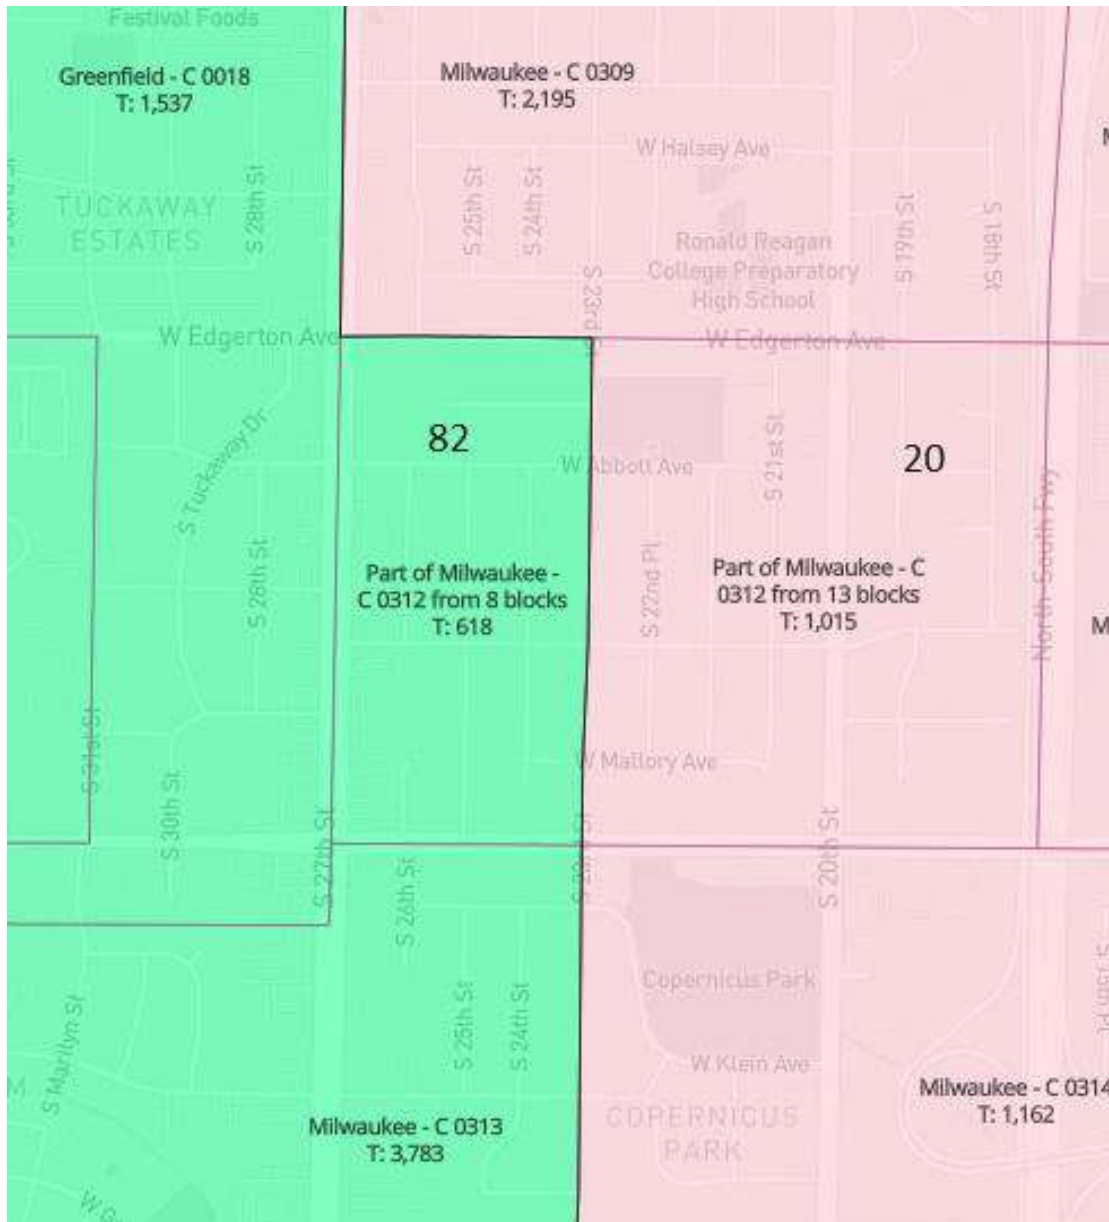 Festival Foods
Greenfield - C 0018
T: 1,537
Milwaukee - C 0309
T: 2,195
W Halsey Ave
S 28th St
S 25th St
S 24th St
TUCKAWAY
ESTATES
S 19th St
S 18th St
Ronald Reagan
College Preparatory
High School
S 23rd
W Edgerton Ave
W Edgerton Ave
82
20
S Tuckaway Dr
W Abbott Ave
S 21st St
North-South Fwy
S 28th St
Part of Milwaukee -
C 0312 from 8 blocks
T: 618
S 22nd Pl
Part of Milwaukee - C
0312 from 13 blocks
T: 1,015
M
S 31st St
W Mallory Ave
S 30th St
S 27th St
S 20th St
S 26th St
Copernicus Park
S 25th St
S 24th St
S Marilyn St
W Klein Ave
Milwaukee - C 0314
T: 1,162
COPERNICUS
PARK
Milwaukee - C 0313
T: 3,783